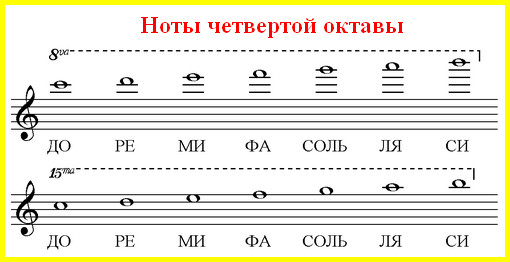 Ноты четвертой октавы
8va
ДО РЕ МИ ФА СОЛЬ ЛЯ СИ
15ma
ДО РЕ МИ ФА СОЛЬ ЛЯ СИ